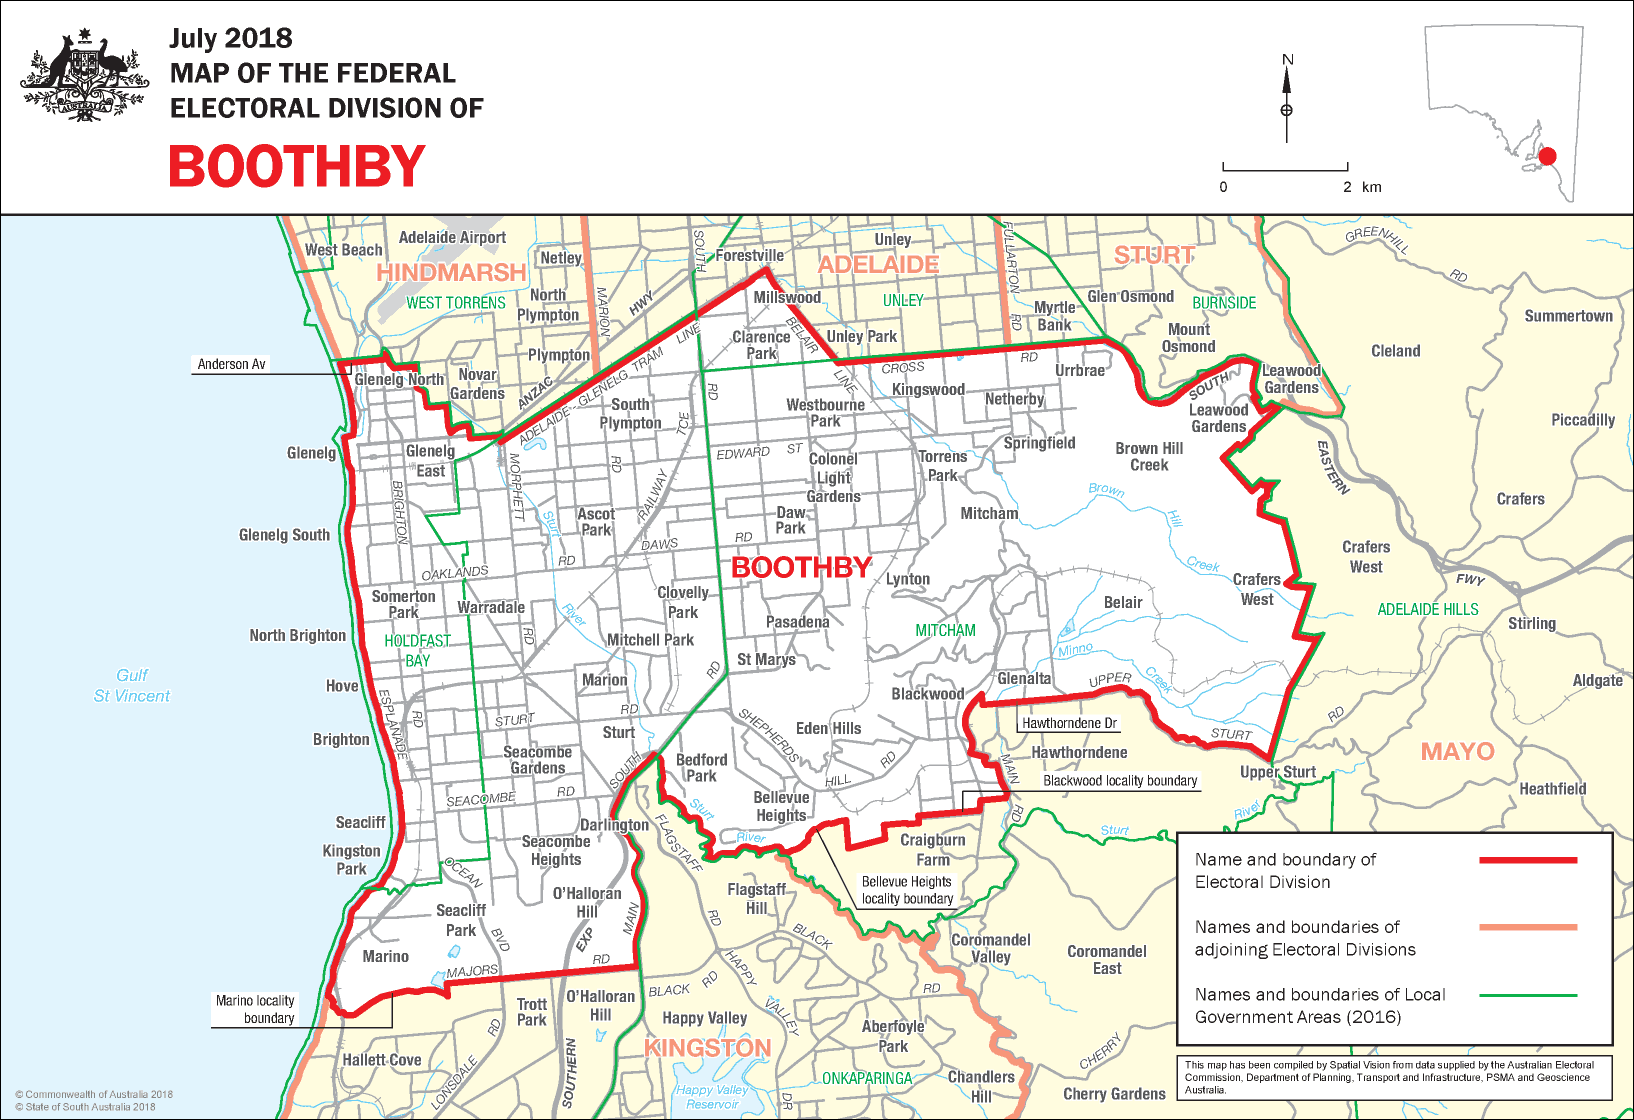 July 2018
MAP OF THE FEDERAL
ELECTORAL DIVISION OF
BOOTHBY
AUSTRALIA
N
0 2 km
West Beach
Adelaide Airport
HINDMARSH
WEST TORRENS
Netley
North
Plympton
MARION
RD
HWY
SOUTH
Forestville
Unley
ADELAIDE
UNLEY
FULLARTON
RD
STURT
BURNSIDE
GREENHILL
RD
Millswood
Myrtle
Bank
Glen Osmond
Mount
Osmond
Summertown
Cleland
Anderson Av
Glenelg North
Novar
Gardens
Plympton
ANZAC
ADELAIDE - GLENELG TRAM LINE
Clarence
Park
BELAIR
LINE
Unley Park
CROSS
RD
Urrbrae
Leawood
Gardens
SOUTH
Leawood
Gardens
South
Plympton
TCE
RD
Westbourne
Park
Kingswood
Netherby
Piccadilly
Glenelg
Glenelg
East
MORPHETT
RD
EDWARD ST
Colonel
Light
Gardens
Torrens
Park
Springfield
Brown Hill
Creek
EASTERN
BRIGHTON
Sturt
Ascot
Park
RAILWAY
Daw
Park
Mitcham
Brown
Hill
Creek
Crafers
Glenelg South
DAWS
RD
BOOTHBY
Crafers
West
FWY
OAKLANDS
RD
Somerton
Park
Warradale
River
Clovelly
Park
Lynton
Crafers
West
Belair
ADELAIDE HILLS
Stirling
North Brighton
HOLDFAST
BAY
RD
Mitchell Park
Pasadena
MITCHAM
Minno
Creek
Gulf
St Vincent
Hove
Marion
St Marys
RD
Blackwood
Glenalta
UPPER
Aldgate
ESPLANADE
RD
STURT
RD
Sturt
SHEPHERDS
Eden Hills
Hawthorndene Dr
STURT
RD
Brighton
Seacombe
Gardens
SOUTH
Bedford
Park
HILL
RD
Hawthorndene
MAIN
RD
Blackwood locality boundary
Upper Sturt
MAYO
SEACOMBE
RD
Bellevue
Heights
Heathfield
Seacliff
Darlington
FLAGSTAFF
RD
Sturt
River
Sturt
River
Kingston
Park
Seacombe
Heights
Craigburn
Farm
OCEAN
BVD
O'Halloran
Hill
Flagstaff
Hill
Bellevue Heights
locality boundary
Seacliff
Park
EXP
MAIN
RD
BLACK
RD
Coromandel
Valley
Coromandel
East
Marino
MAJORS
Marino locality
boundary
Trott
Park
O'Halloran
Hill
BLACK
RD
HAPPY
VALLEY
DR
Happy Valley
Aberfoyle
Park
KINGSTON
Hallett Cove
LONSDALE
RD
SOUTHERN
Happy Valley
Reservoir
ONKAPARINGA
Chandlers
Hill
CHERRY
Cherry Gardens
Name and boundary of
Electoral Division
Names and boundaries of
adjoining Electoral Divisions
Names and boundaries of Local
Government Areas (2016)
This map has been compiled by Spatial Vision from data supplied by the Australian Electoral
Commission, Department of Planning, Transport and Infrastructure, PSMA and Geoscience
Australia.
© Commonwealth of Australia 2018
© State of South Australia 2018